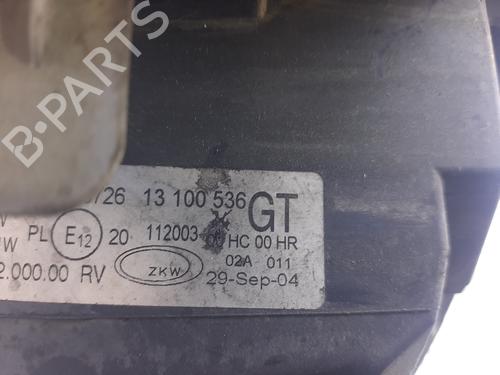 B-PARTS
726 13 100 536 GT
PL E12 20 112003 HC 00 HR
02A 011
2.000.00 RV ZKW 29-Sep-04